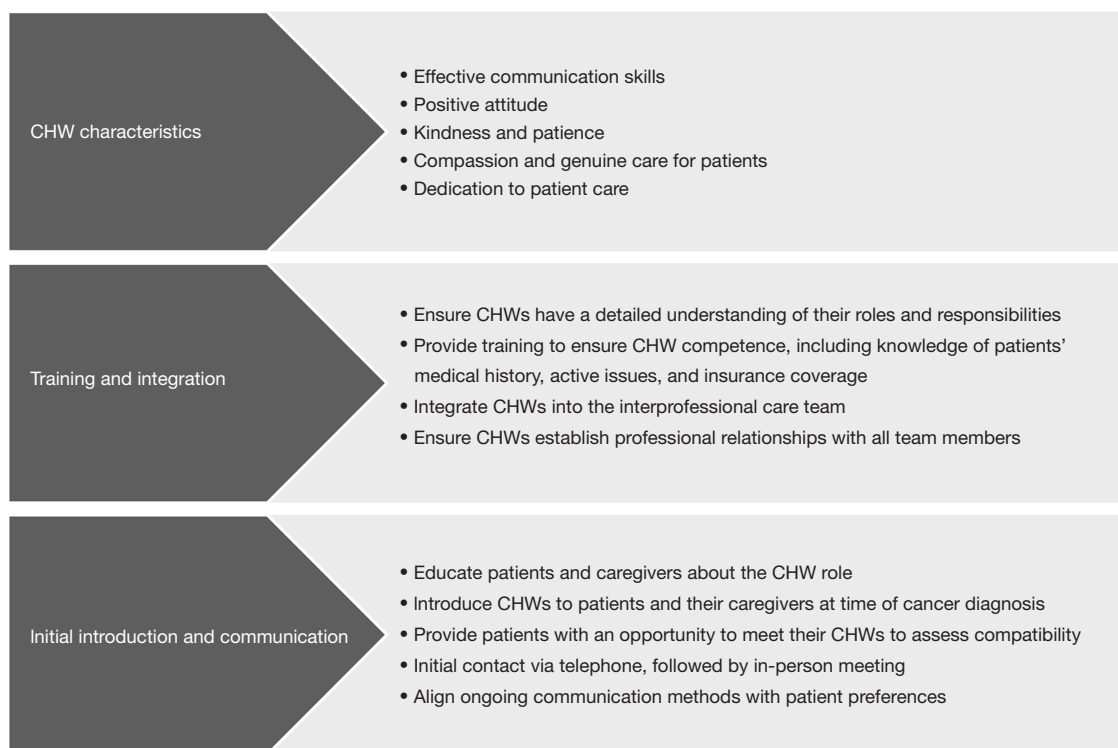 CHW characteristics
• Effective communication skills
• Positive attitude
• Kindness and patience
• Compassion and genuine care for patients
• Dedication to patient care
Training and integration
• Ensure CHWs have a detailed understanding of their roles and responsibilities
• Provide training to ensure CHW competence, including knowledge of patients’
medical history, active issues, and insurance coverage
• Integrate CHWs into the interprofessional care team
• Ensure CHWs establish professional relationships with all team members
Initial introduction and communication
• Educate patients and caregivers about the CHW role
• Introduce CHWs to patients and their caregivers at time of cancer diagnosis
• Provide patients with an opportunity to meet their CHWs to assess compatibility
• Initial contact via telephone, followed by in-person meeting
• Align ongoing communication methods with patient preferences